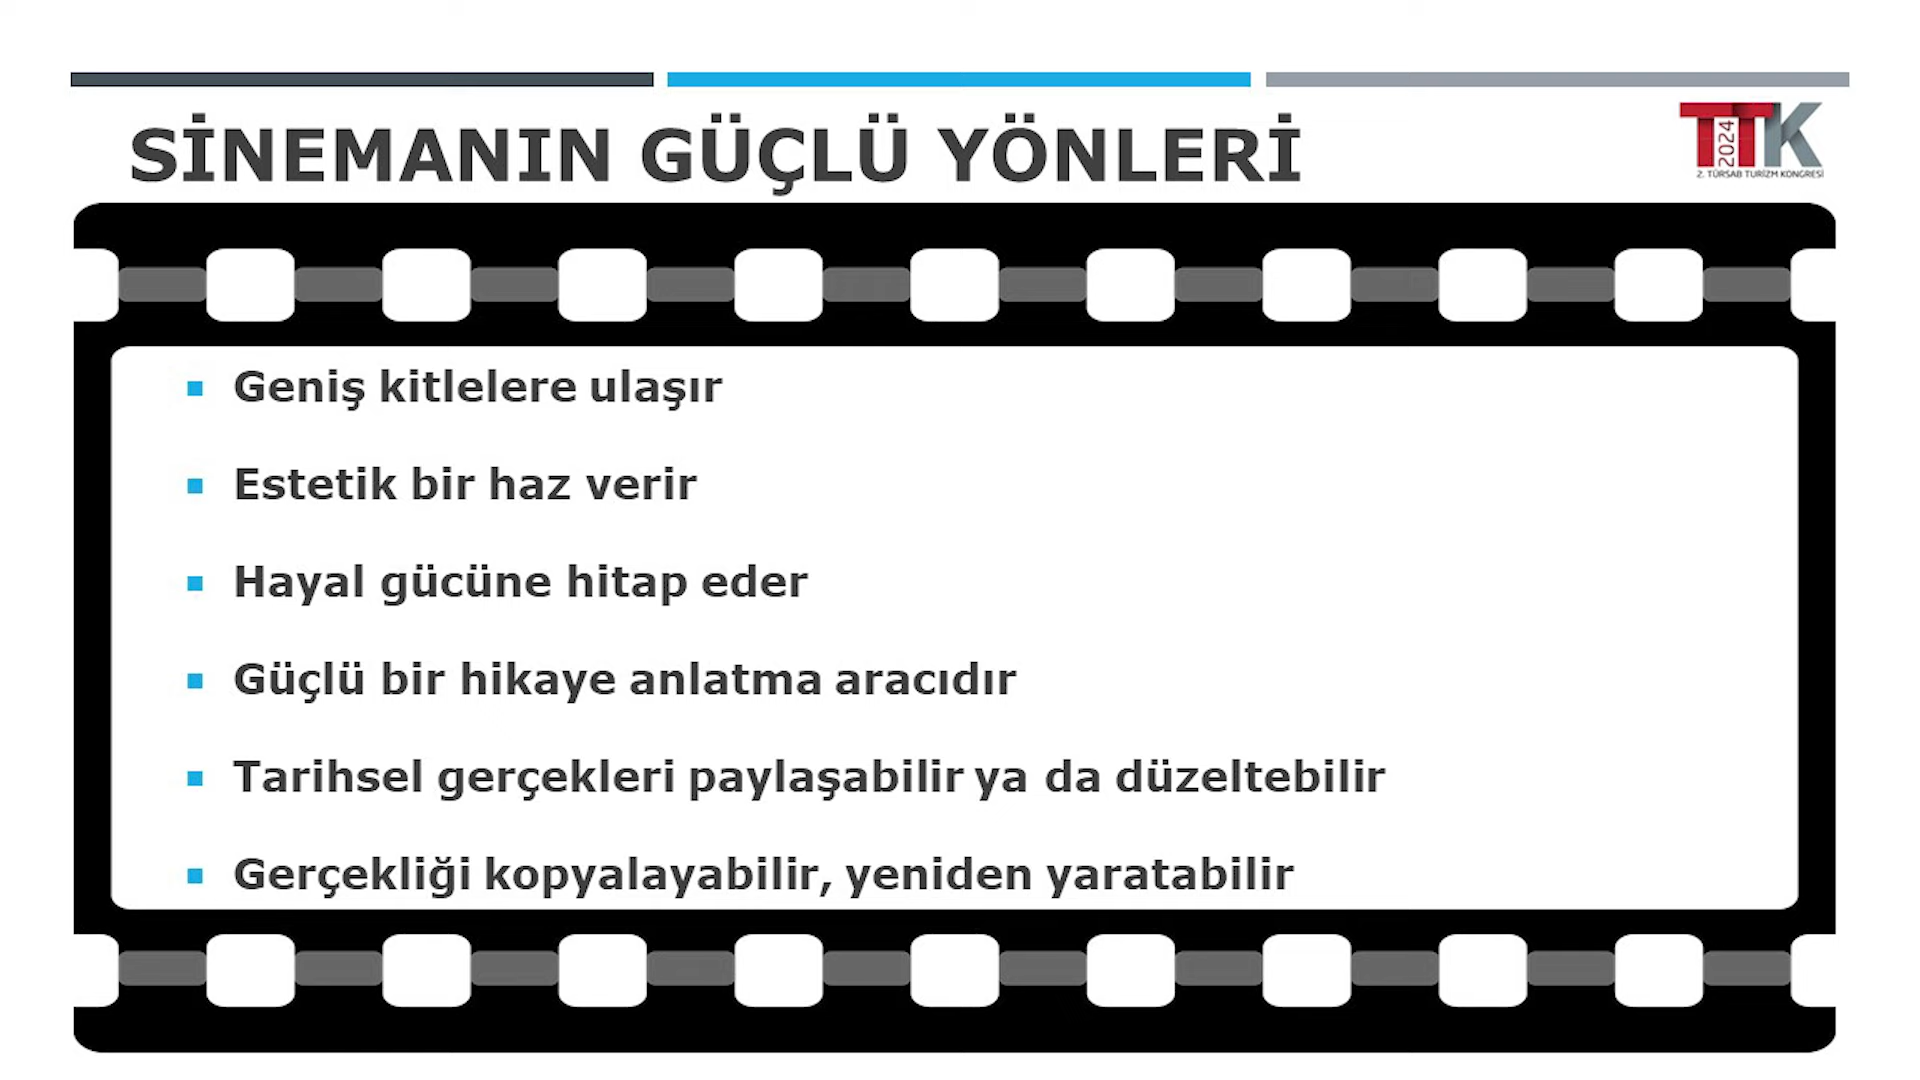 SİNEMANIN GÜÇLÜ YÖNLERİ
TTK
2024
2. TÜRSAB TURİZM KONGRESİ
Geniş kitlelere ulaşır
Estetik bir haz verir
Hayal gücüne hitap eder
Güçlü bir hikaye anlatma aracıdır
Tarihsel gerçekleri paylaşabilir ya da düzeltebilir
Gerçekliği kopyalayabilir, yeniden yaratabilir